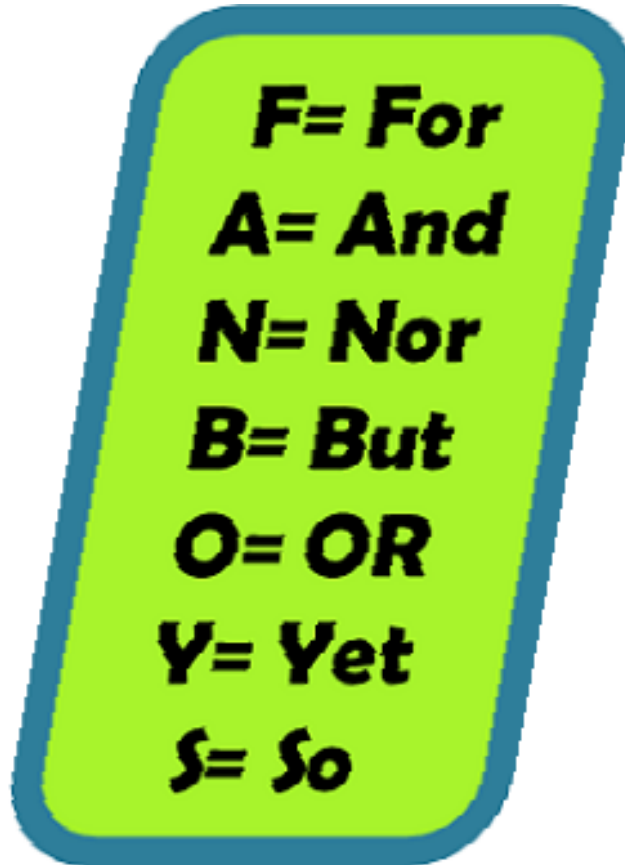 F= For
A= And
N= Nor
B= But
O= OR
Y= Yet
S= So